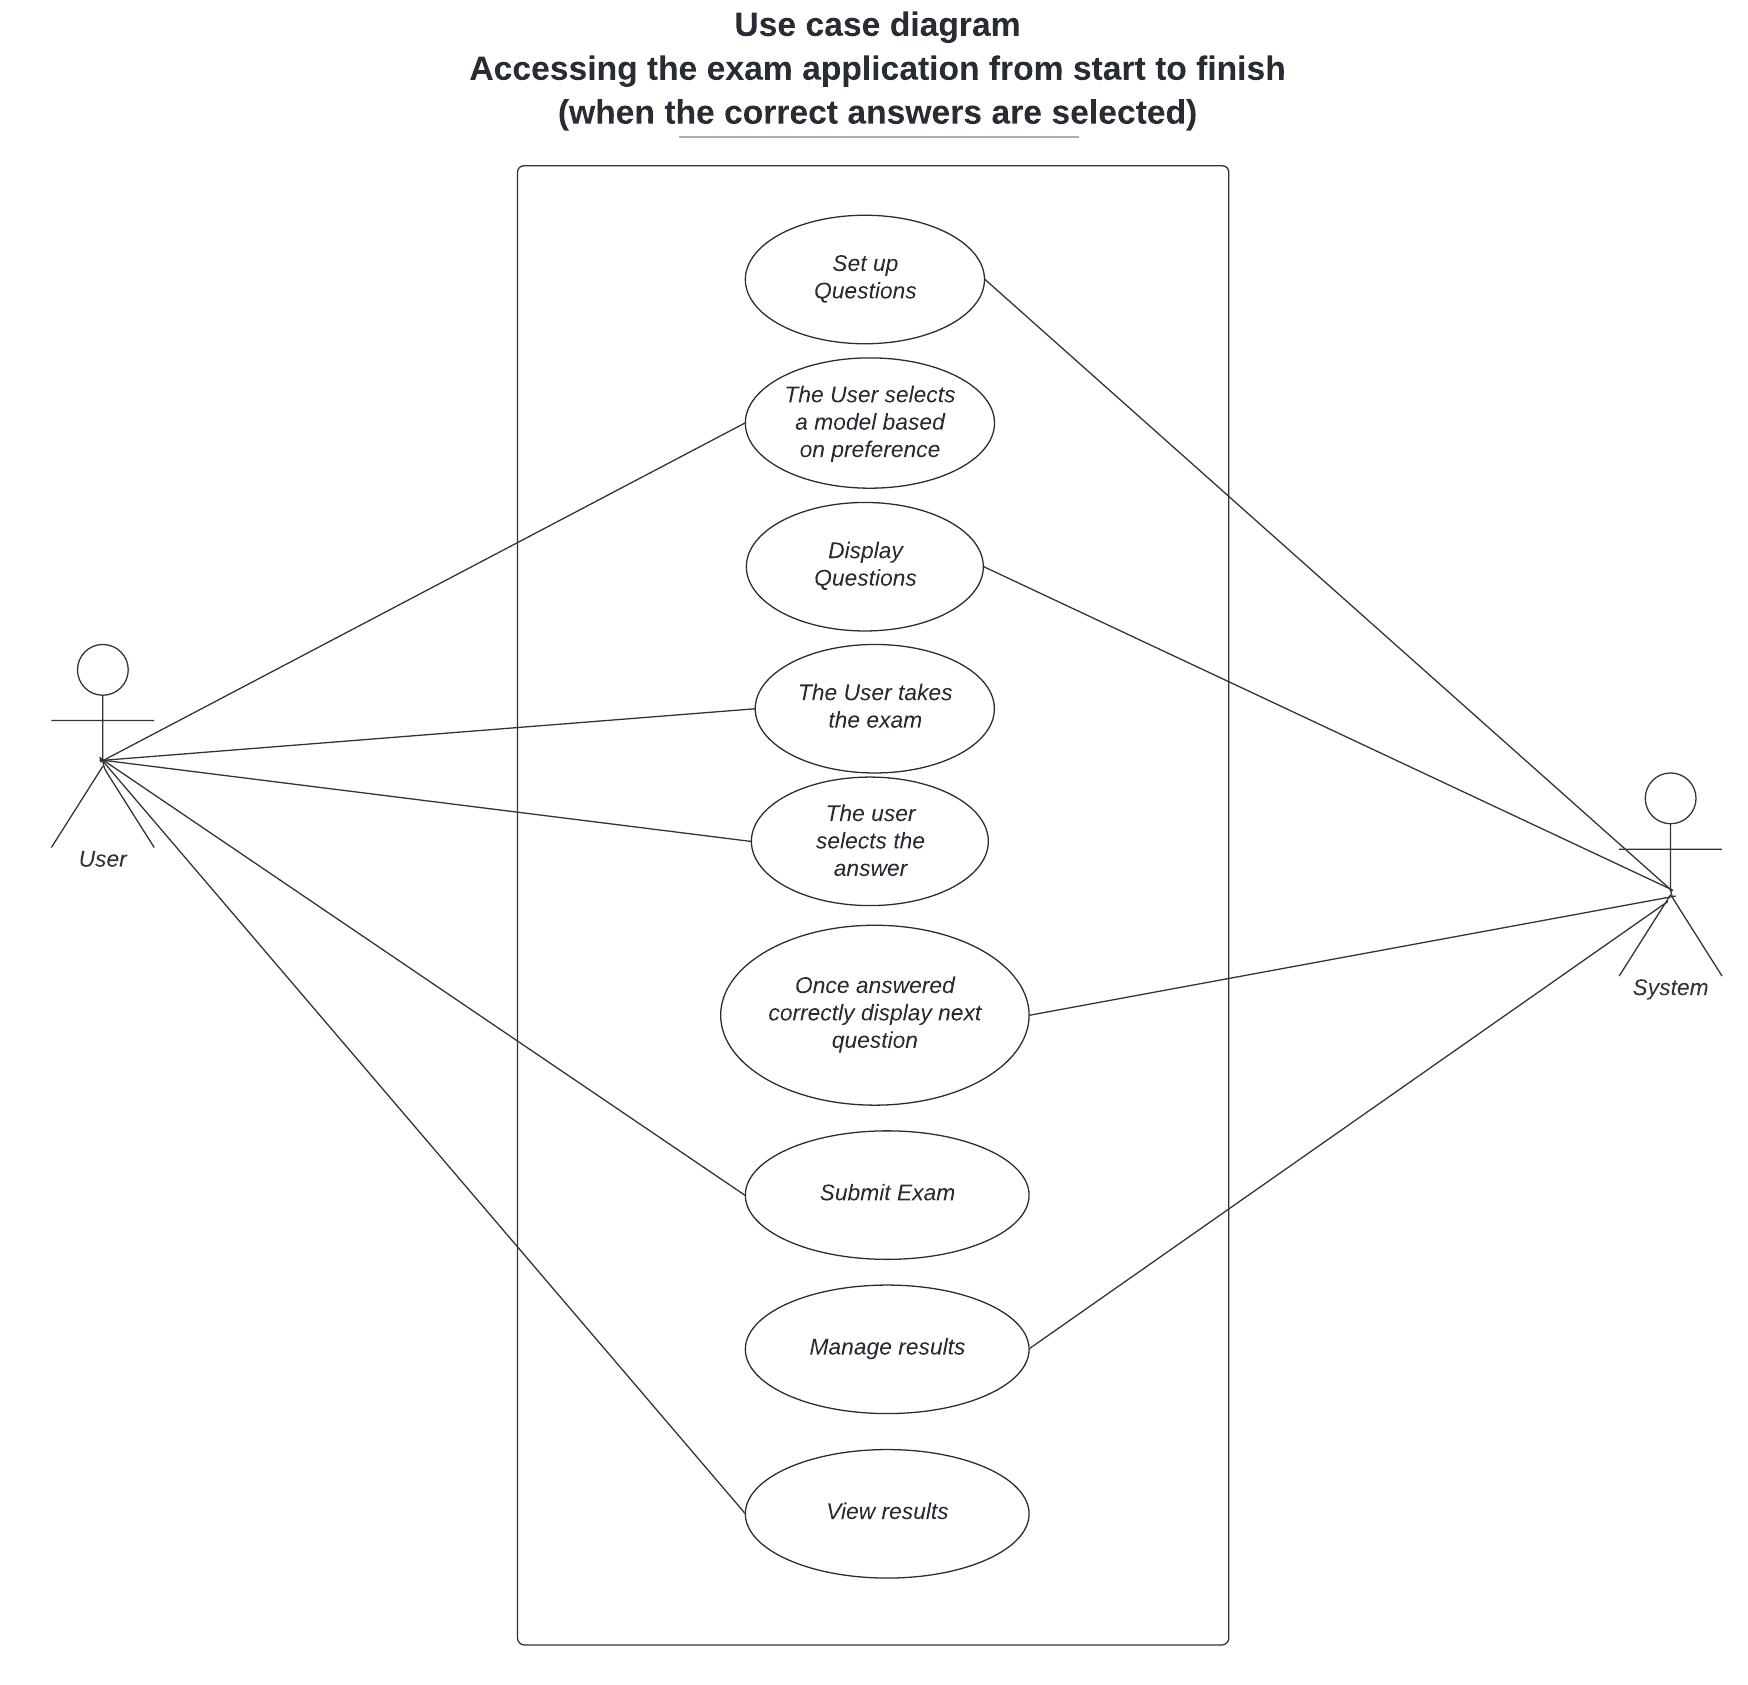 Use case diagram
Accessing the exam application from start to finish
(when the correct answers are selected)
Set up
Questions
The User selects
a model based
on preference
Display
Questions
The User takes
the exam
The user
selects the
answer
User
Once answered
correctly display next
question
System
Submit Exam
Manage results
View results